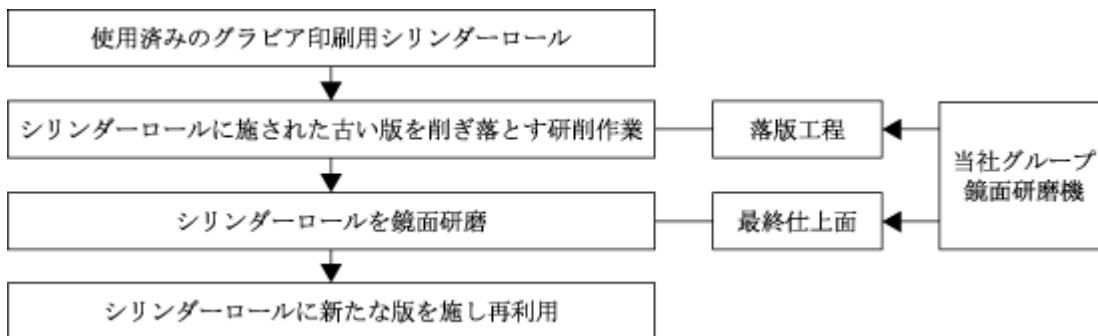 使用済みのグラビア印刷用シリンダーロール
シリンダーロールに施された古い版を削ぎ落とす研削作業
落版工程
当社グループ
鏡面研磨機
シリンダーロールを鏡面研磨
最終仕上面
シリンダーロールに新たな版を施し再利用